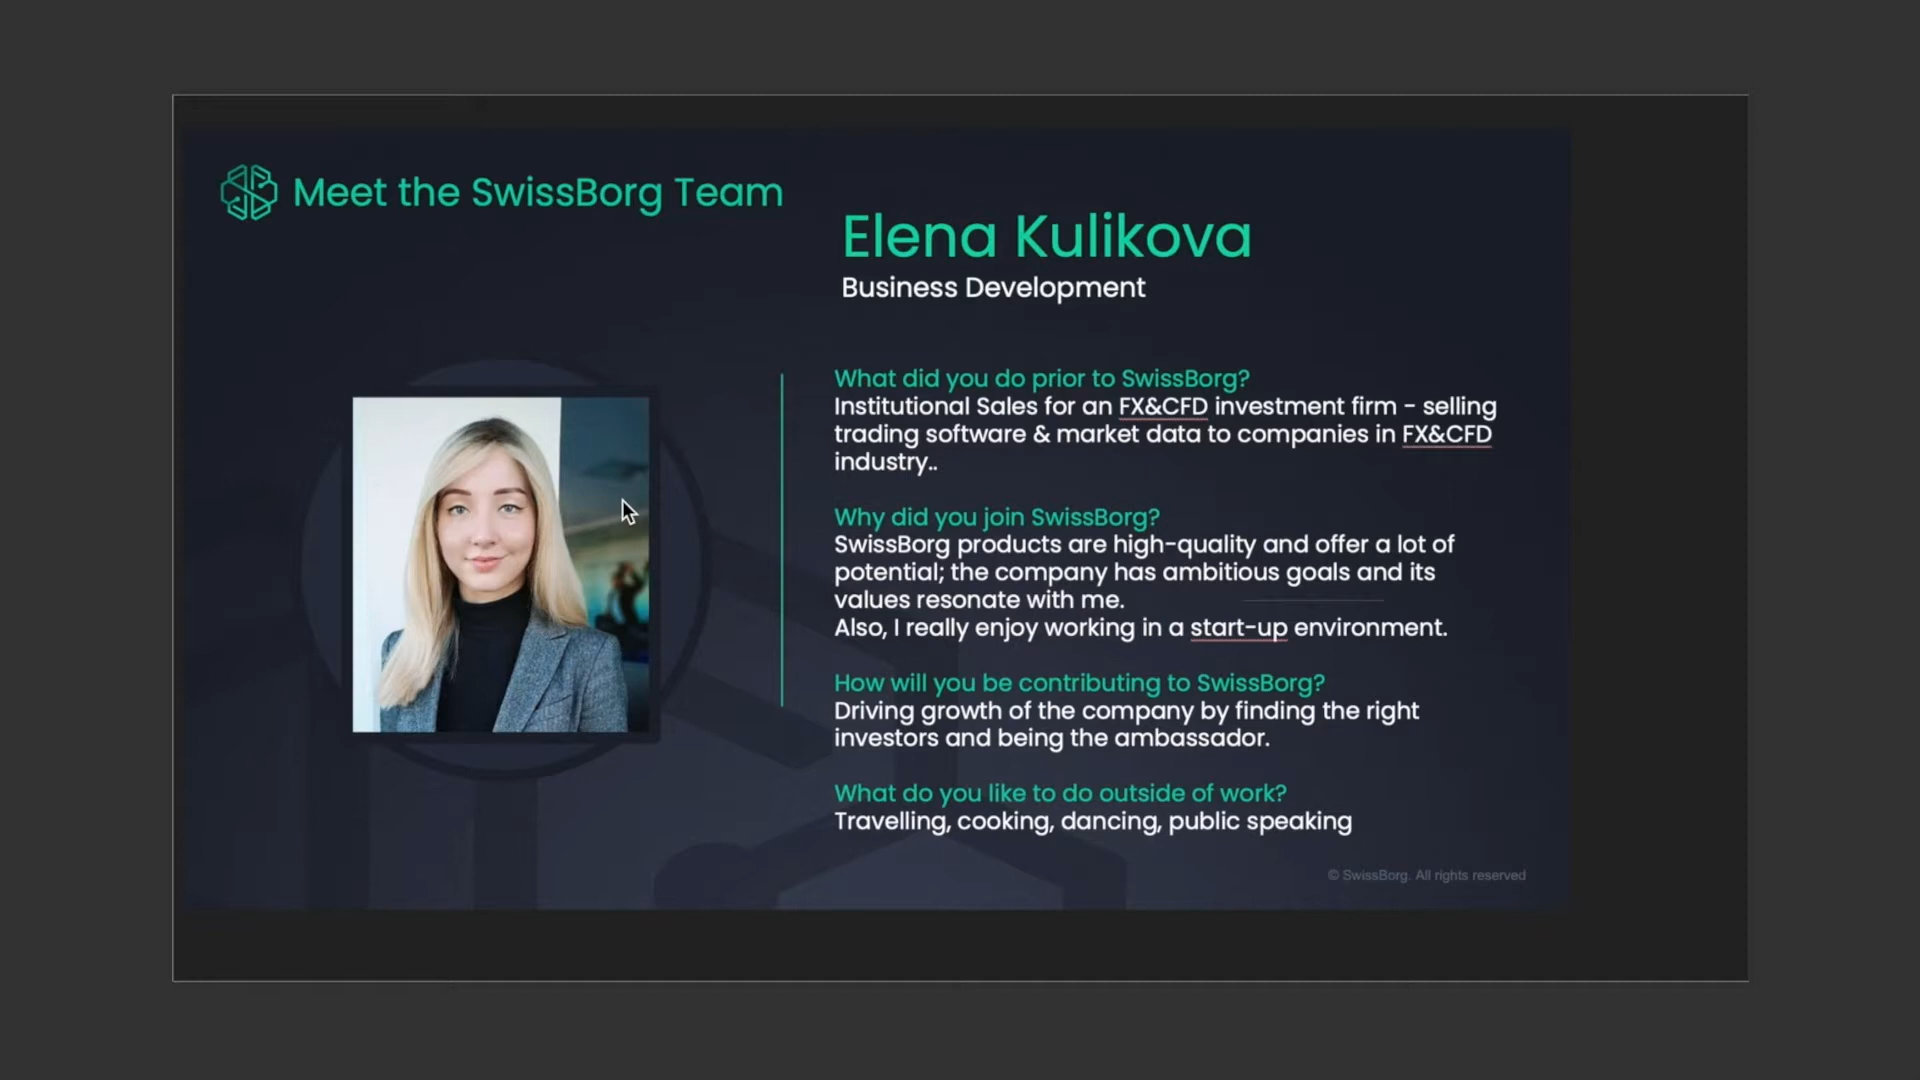 Meet the SwissBorg Team
Elena Kulikova
Business Development
What did you do prior to SwissBorg?
Institutional Sales for an FX&CFD investment firm - selling
trading software & market data to companies in FX&CFD
industry..
Why did you join SwissBorg?
SwissBorg products are high-quality and offer a lot of
potential; the company has ambitious goals and its
values resonate with me.
Also, I really enjoy working in a start-up environment.
How will you be contributing to SwissBorg?
Driving growth of the company by finding the right
investors and being the ambassador.
What do you like to do outside of work?
Travelling, cooking, dancing, public speaking
© SwissBorg. All rights reserved